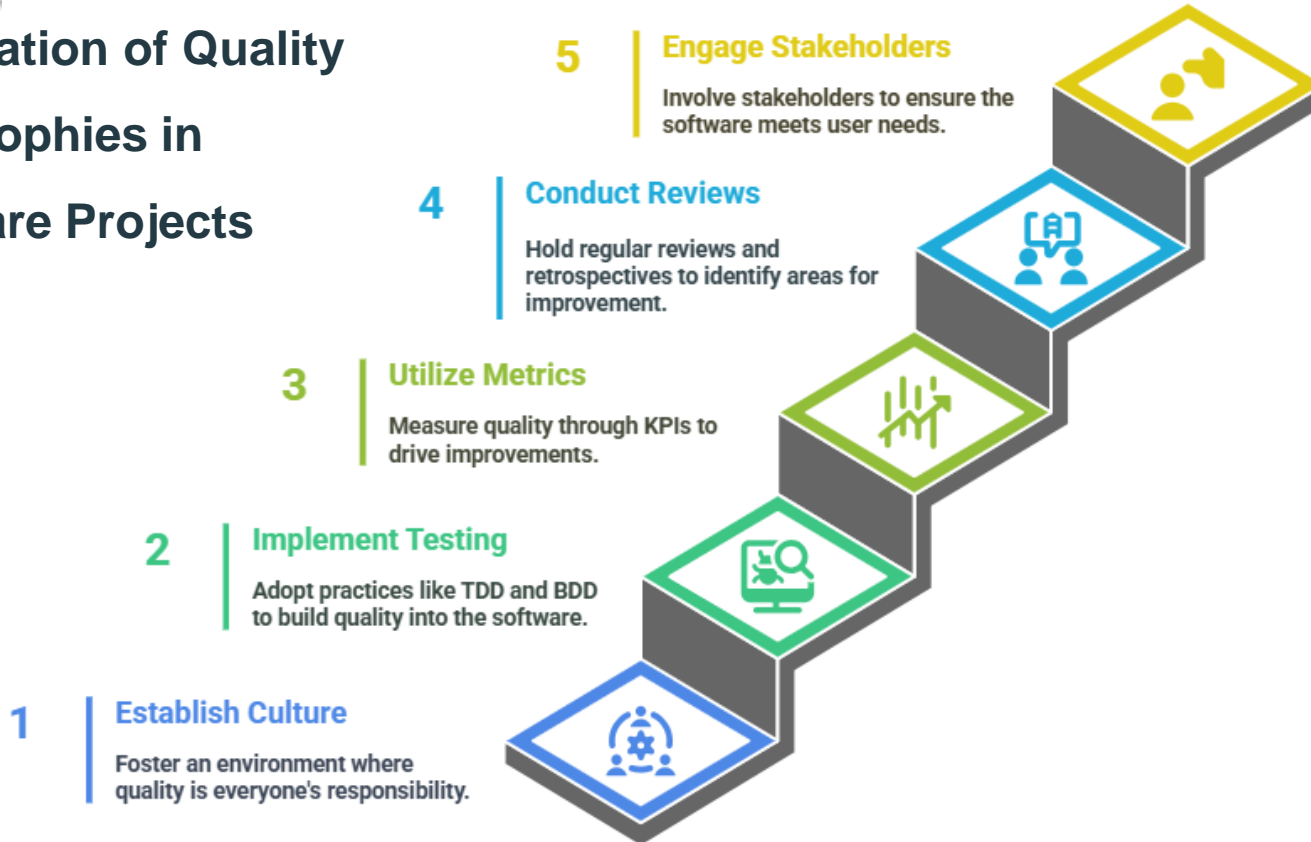 ation of Quality
ophies in
are Projects
5
Engage Stakeholders
Involve stakeholders to ensure the
software meets user needs.
4
Conduct Reviews
Hold regular reviews and
retrospectives to identify areas for
improvement.
3
Utilize Metrics
Measure quality through KPIs to
drive improvements.
2
Implement Testing
Adopt practices like TDD and BDD
to build quality into the software.
1
Establish Culture
Foster an environment where
quality is everyone's responsibility.